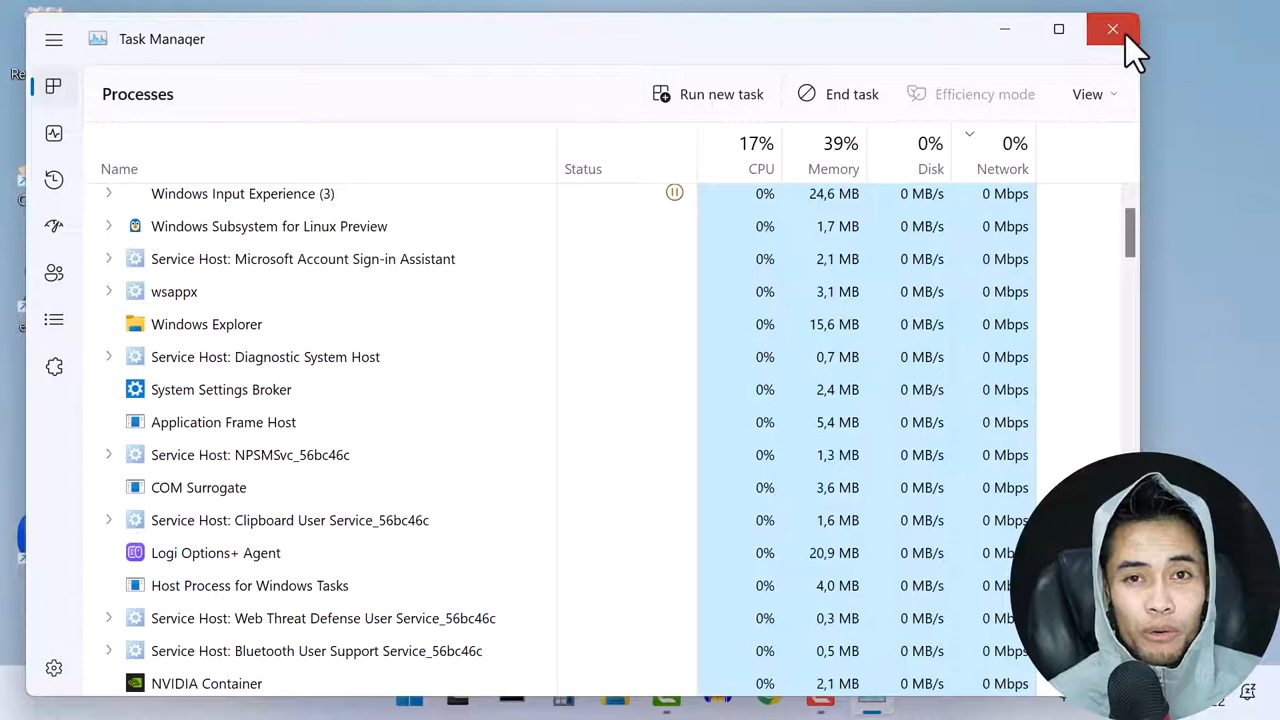 Task Manager
Re
Processes
Run new task
End task
Efficiency mode
View
17%
39%
0%
0%
Name
Status
CPU
Memory
Disk
Network
Windows Input Experience (3) 0% 24,6 MB 0 MB/s 0 Mbps
Windows Subsystem for Linux Preview 0% 1,7 MB 0 MB/s 0 Mbps
Service Host: Microsoft Account Sign-in Assistant 0% 2,1 MB 0 MB/s 0 Mbps
wsappx 0% 3,1 MB 0 MB/s 0 Mbps
Windows Explorer 0% 15,6 MB 0 MB/s 0 Mbps
Service Host: Diagnostic System Host 0% 0,7 MB 0 MB/s 0 Mbps
System Settings Broker 0% 2,4 MB 0 MB/s 0 Mbps
Application Frame Host 0% 5,4 MB 0 MB/s 0 Mbps
Service Host: NPSMSvc_56bc46c 0% 1,3 MB 0 MB/s 0 Mbps
COM Surrogate 0% 3,6 MB 0 MB/s 0 Mbps
Service Host: Clipboard User Service_56bc46c 0% 1,6 MB 0 MB/s 0 Mbps
Logi Options+ Agent 0% 20,9 MB 0 MB/s 0 Mbps
Host Process for Windows Tasks 0% 4,0 MB 0 MB/s 0
Service Host: Web Threat Defense User Service_56bc46c 0% 0,3 MB 0 MB/s 0
Service Host: Bluetooth User Support Service_56bc46c 0% 0,5 MB 0 MB/s 0
NVIDIA Container 0% 2,1 MB 0 MB/s 0